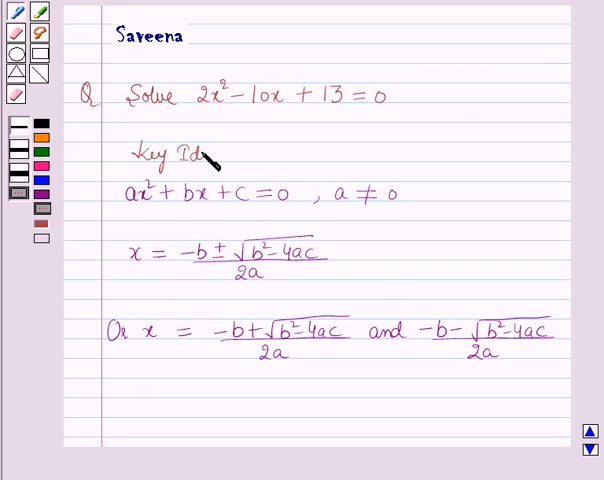 Saveena
Q Solve 2x² – 10x + 13 = 0
Key Id
ax² + bx + c = 0 , a ≠ 0
x = -b ± √b² – 4ac / 2a
Or x = -b + √b² – 4ac / 2a and -b – √b² – 4ac / 2a